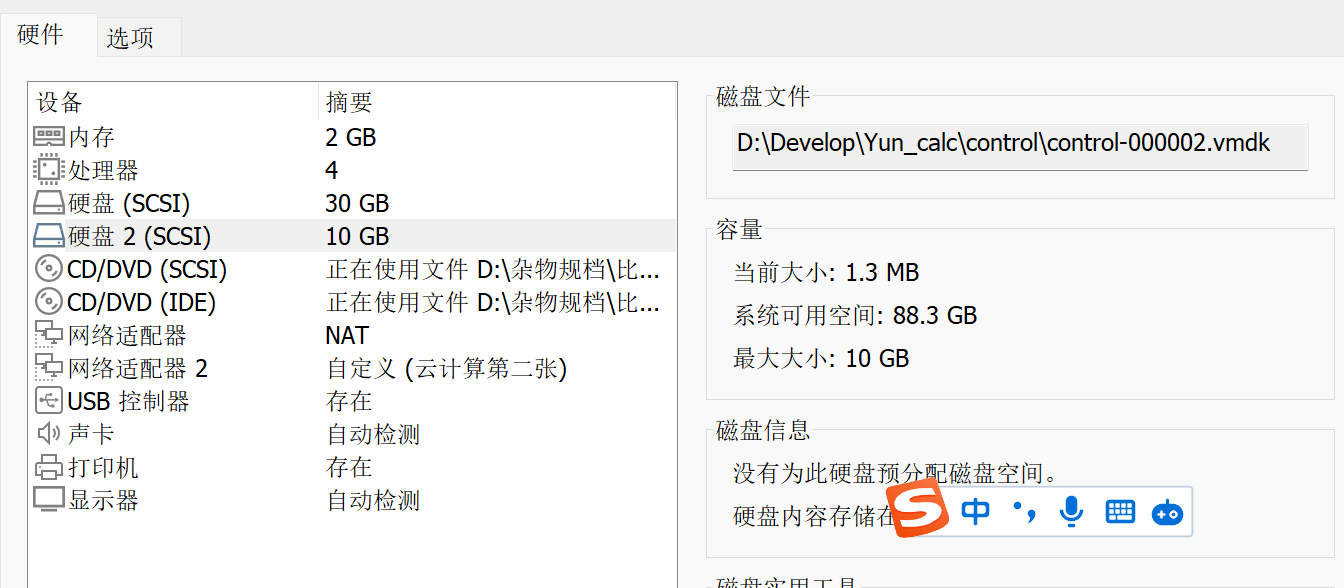 硬件
选项
设备 摘要
内存 2 GB
处理器 4
硬盘 (SCSI) 30 GB
硬盘 2 (SCSI) 10 GB
CD/DVD (SCSI) 正在使用文件 D:\杂物规档\比...
CD/DVD (IDE) 正在使用文件 D:\杂物规档\比...
网络适配器 NAT
网络适配器 2 自定义 (云计算第二张)
USB 控制器 存在
声卡 自动检测
打印机 存在
显示器 自动检测
磁盘文件
D:\Develop\Yun_calc\control\control-000002.vmdk
容量
当前大小: 1.3 MB
系统可用空间: 88.3 GB
最大大小: 10 GB
磁盘信息
没有为此硬盘预分配磁盘空间。
硬盘内容存储在
S 中
磁盘实用工具